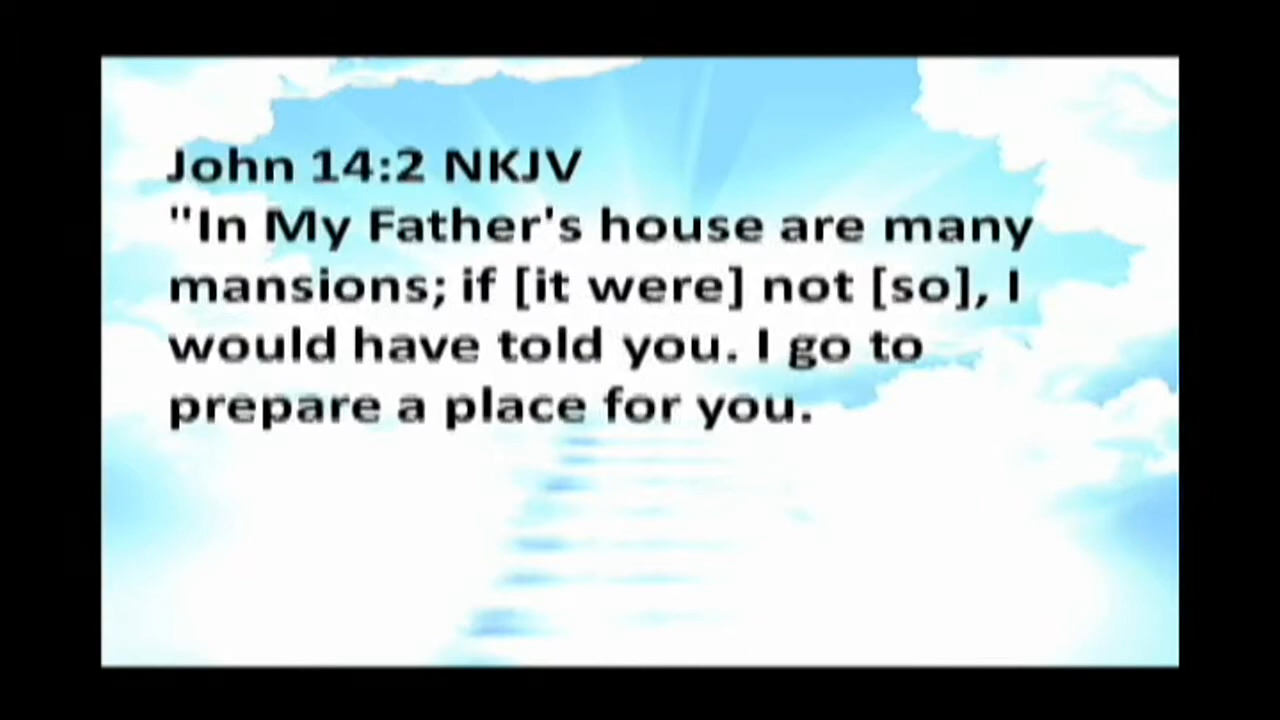 John 14:2 NKJV
"In My Father's house are many
mansions; if [it were] not [so], I
would have told you. I go to
prepare a place for you.